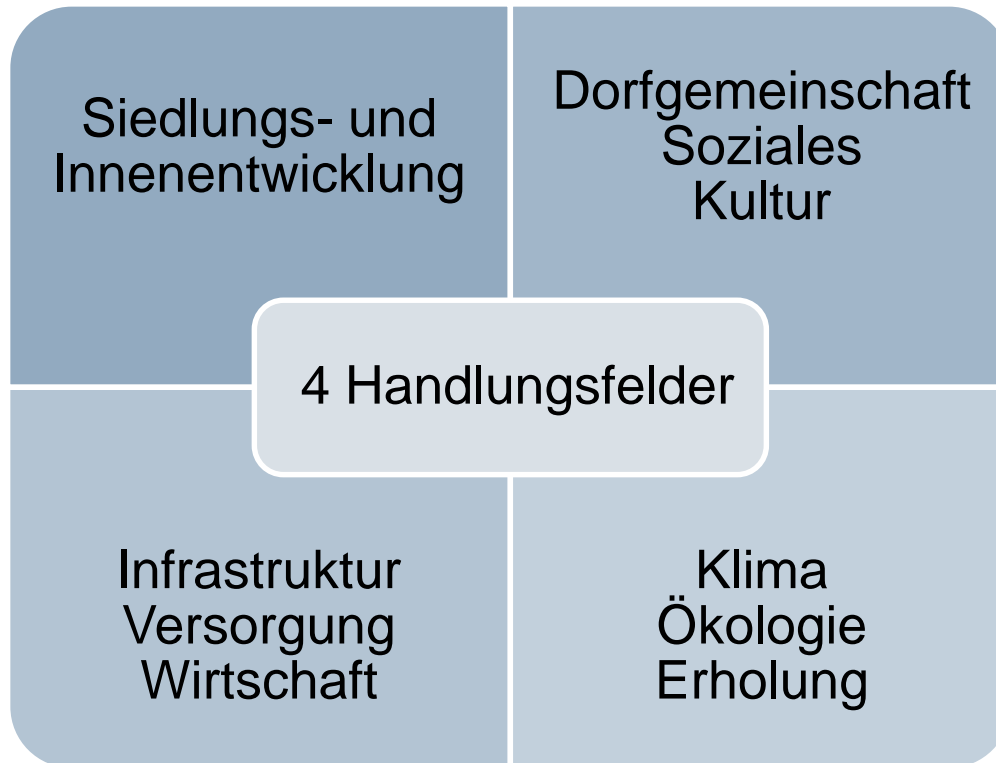 Siedlungs- und
Innenentwicklung
Dorfgemeinschaft
Soziales
Kultur
4 Handlungsfelder
Infrastruktur
Versorgung
Wirtschaft
Klima
Ökologie
Erholung